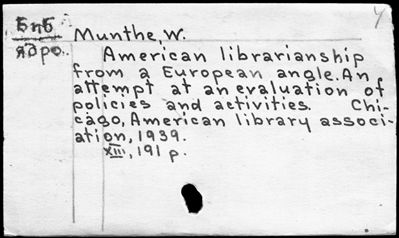 Бпб
ядро.
Munthe, W.
American librarianship
from a European angle. An
attempt at an evaluation of
policies and activities. Chi-
cago, American library associ-
ation, 1939.
XIII, 191 p.